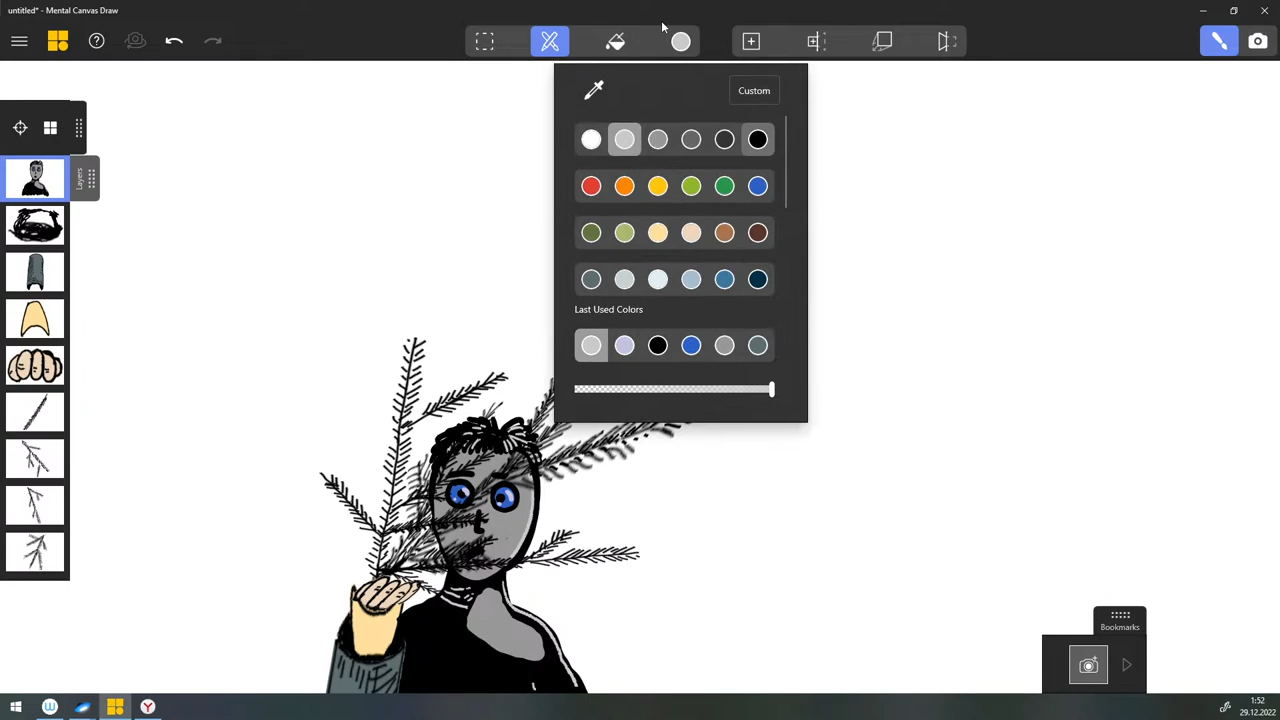 untitled* - Mental Canvas Draw
Custom
Layers
Last Used Colors
Bookmarks
1:52
29.12.2022